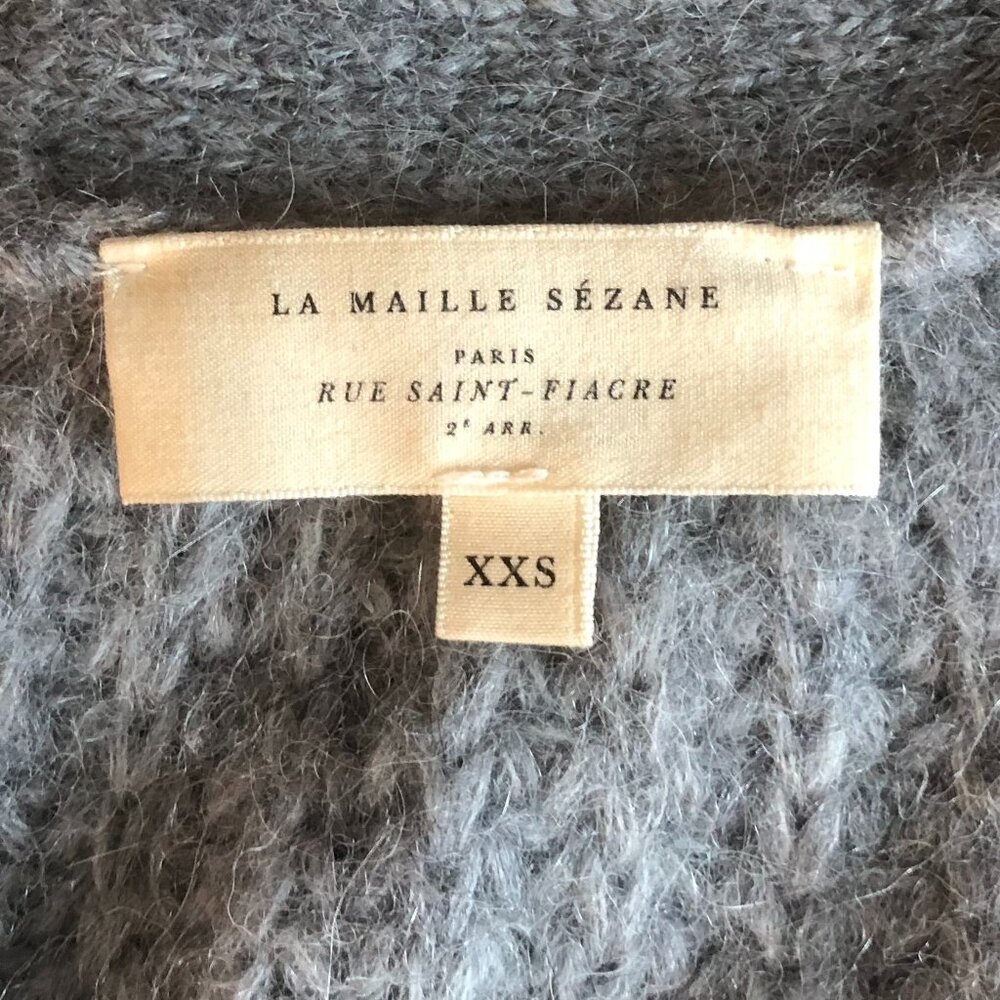 LA MAILLE SÉZANE
PARIS
RUE SAINT-FIACRE
2E ARR.
XXS